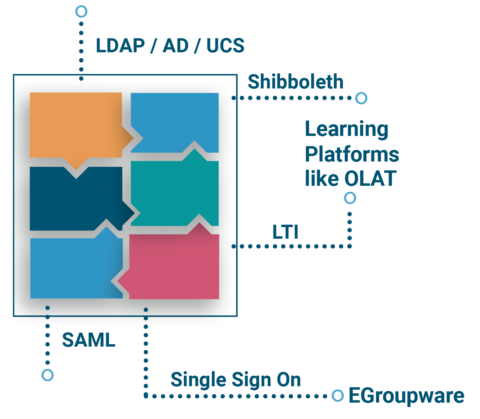 LDAP / AD / UCS
Shibboleth
Learning
Platforms
like OLAT
LTI
SAML
Single Sign On
EGroupware